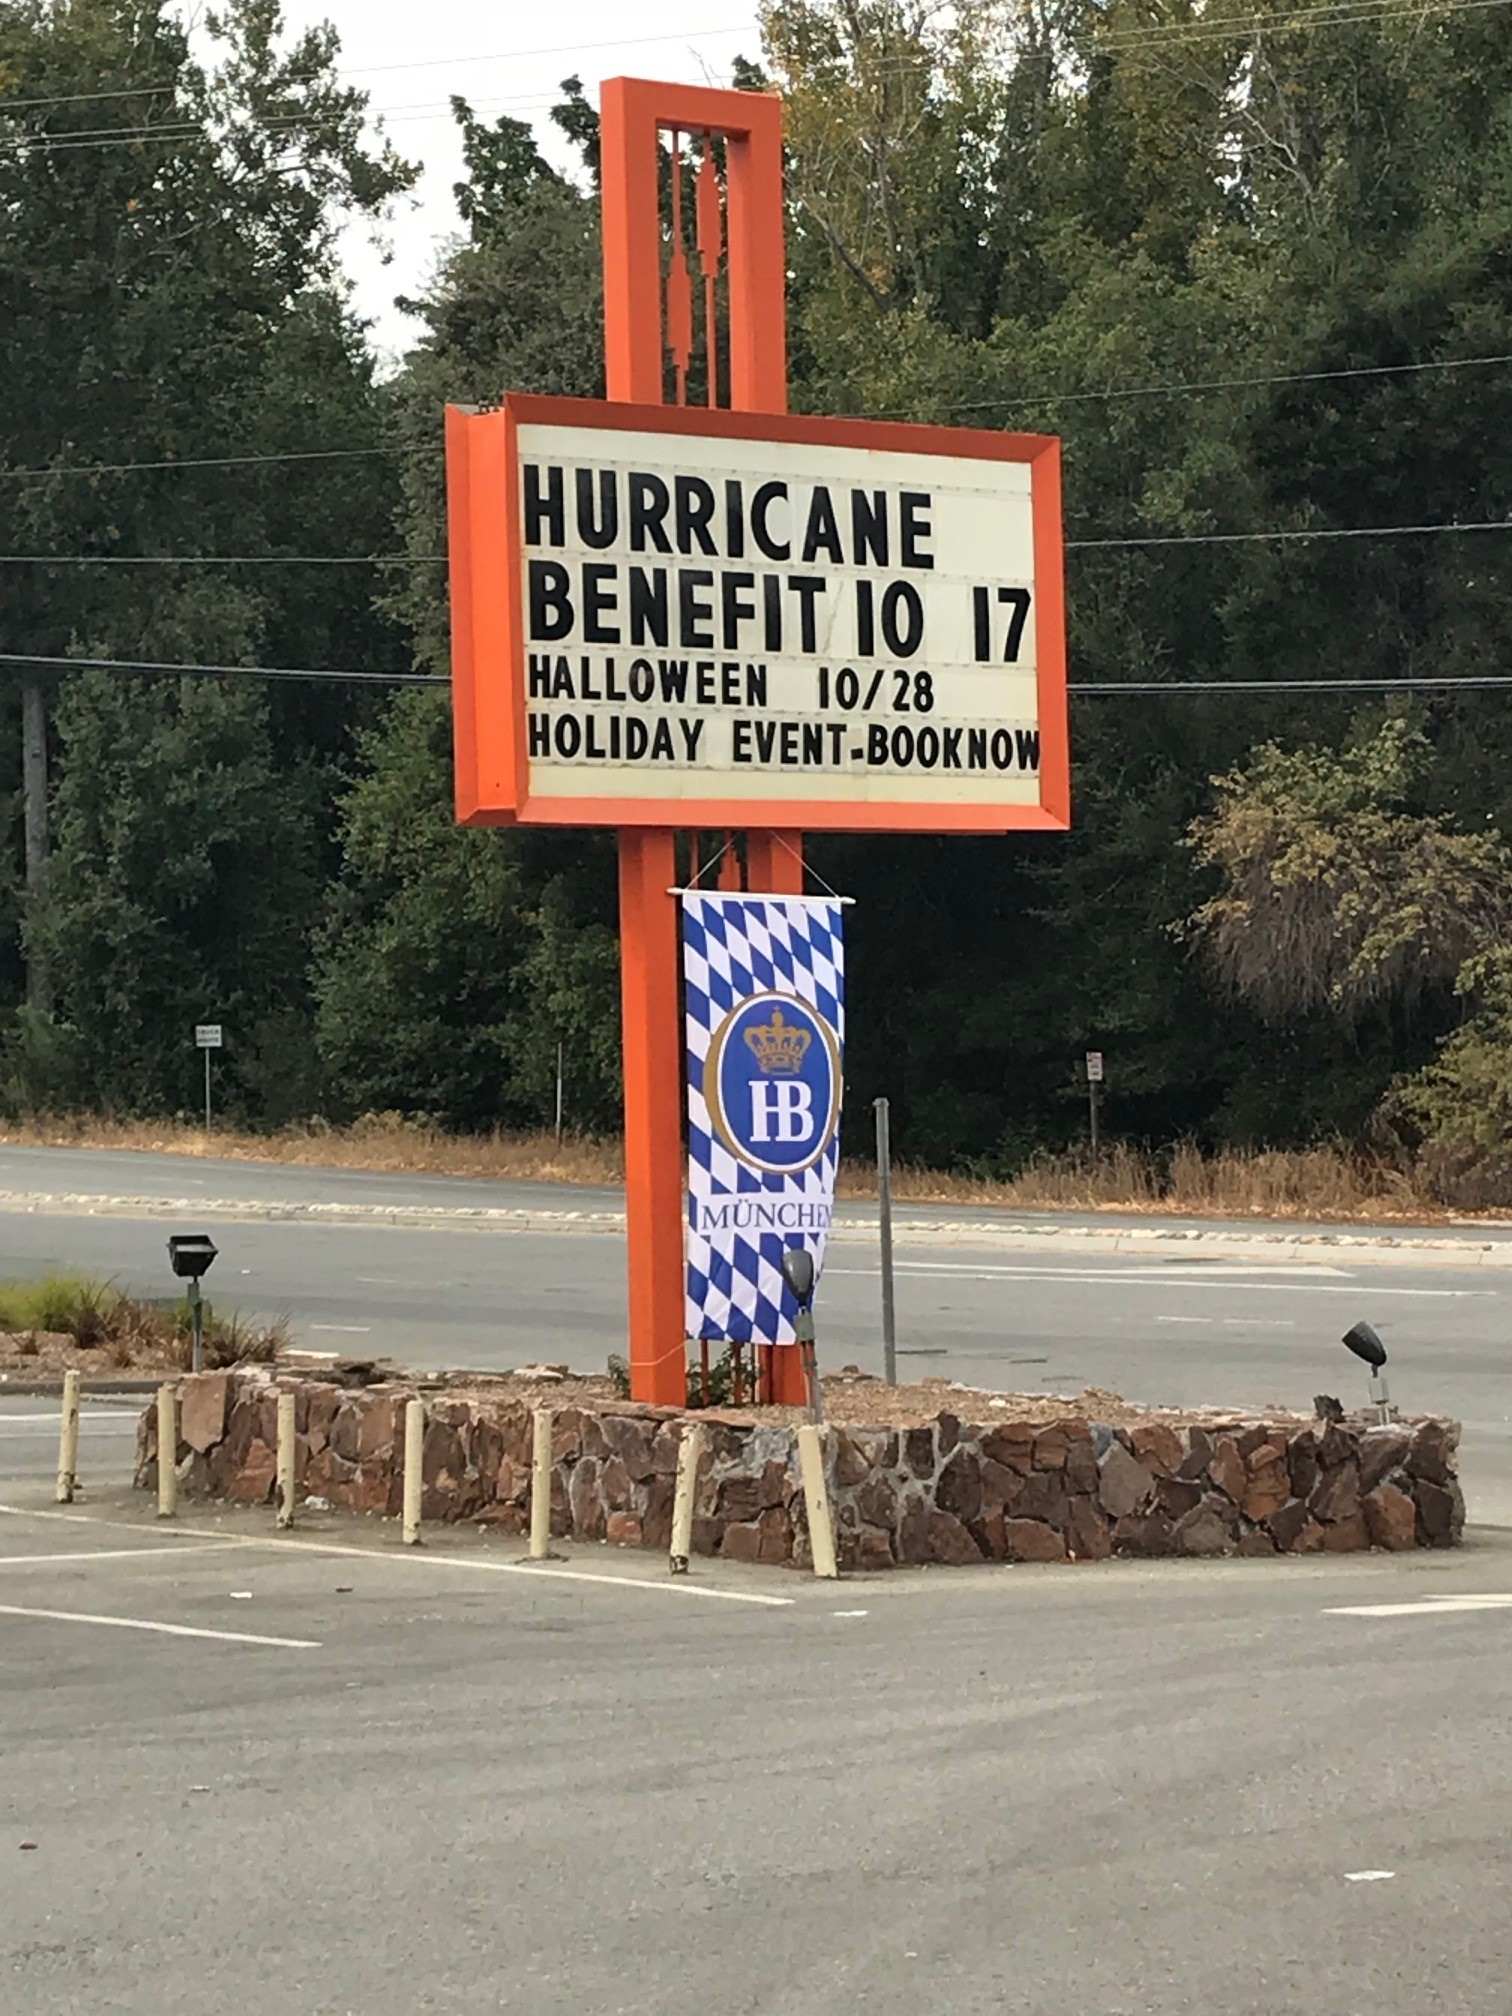 HURRICANE
BENEFIT 10 17
HALLOWEEN 10/28
HOLIDAY EVENT-BOOKNOW
HB
MÜNCHEN